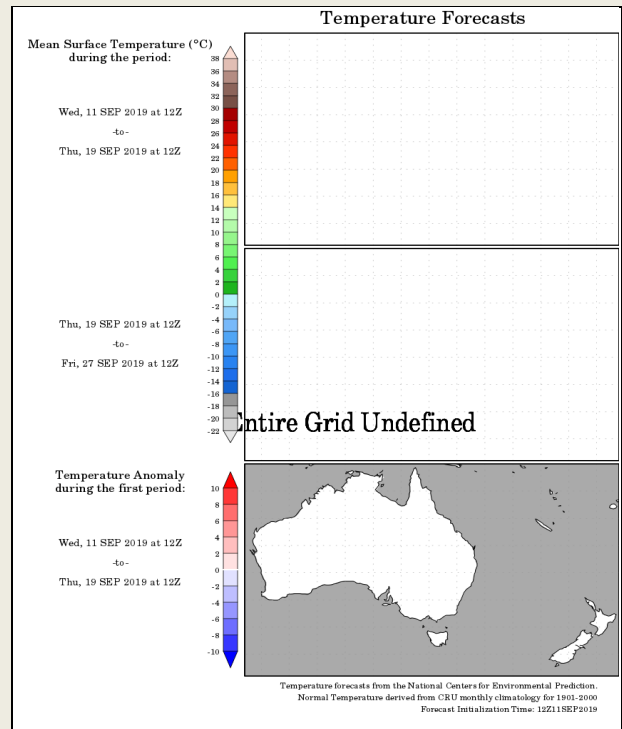 Temperature Forecasts
Mean Surface Temperature (°C)
during the period:
Wed, 11 SEP 2019 at 12Z
-to-
Thu, 19 SEP 2019 at 12Z
38
36
34
32
30
28
26
24
22
20
18
16
14
12
10
8
6
4
2
0
-2
-4
-6
-8
-10
-12
-14
-16
-18
-20
-22
Thu, 19 SEP 2019 at 12Z
-to-
Fri, 27 SEP 2019 at 12Z
Entire Grid Undefined
Temperature Anomaly
during the first period:
Wed, 11 SEP 2019 at 12Z
-to-
Thu, 19 SEP 2019 at 12Z
10
8
6
4
2
0
-2
-4
-6
-8
-10
Temperature forecasts from the National Centers for Environmental Prediction.
Normal Temperature derived from CRU monthly climatology for 1901-2000
Forecast Initialization Time: 12Z11SEP2019